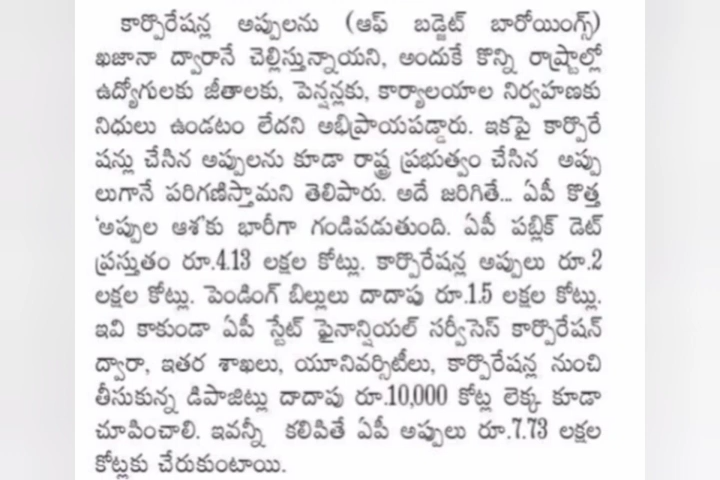 కార్పొరేషన్ల అప్పులను (ఆఫ్ బడ్జెట్ బారోయింగ్స్)
ఖజానా ద్వారానే చెల్లిస్తున్నాయని, అందుకే కొన్ని రాష్ట్రాల్లో
ఉద్యోగులకు జీతాలకు, పెన్షన్లకు, కార్యాలయాల నిర్వహణకు
నిధులు ఉండటం లేదని అభిప్రాయపడ్డారు. ఇకపై కార్పొరే
షన్లు చేసిన అప్పులను కూడా రాష్ట్ర ప్రభుత్వం చేసిన అప్పు
లుగానే పరిగణిస్తామని తెలిపారు. అదే జరిగితే... ఏపీ కొత్త
'అప్పుల ఆశ'కు భారీగా గండిపడుతుంది. ఏపీ పబ్లిక్ డెట్
ప్రస్తుతం రూ.4.13 లక్షల కోట్లు. కార్పొరేషన్ల అప్పులు రూ.2
లక్షల కోట్లు. పెండింగ్ బిల్లులు దాదాపు రూ.1.5 లక్షల కోట్లు.
ఇవి కాకుండా ఏపీ స్టేట్ ఫైనాన్షియల్ సర్వీసెస్ కార్పొరేషన్
ద్వారా, ఇతర శాఖలు, యూనివర్సిటీలు, కార్పొరేషన్ల నుంచి
తీసుకున్న డిపాజిట్లు దాదాపు రూ.10,000 కోట్ల లెక్క కూడా
చూపించాలి. ఇవన్నీ కలిపితే ఏపీ అప్పులు రూ.7.73 లక్షల
కోట్లకు చేరుకుంటాయి.